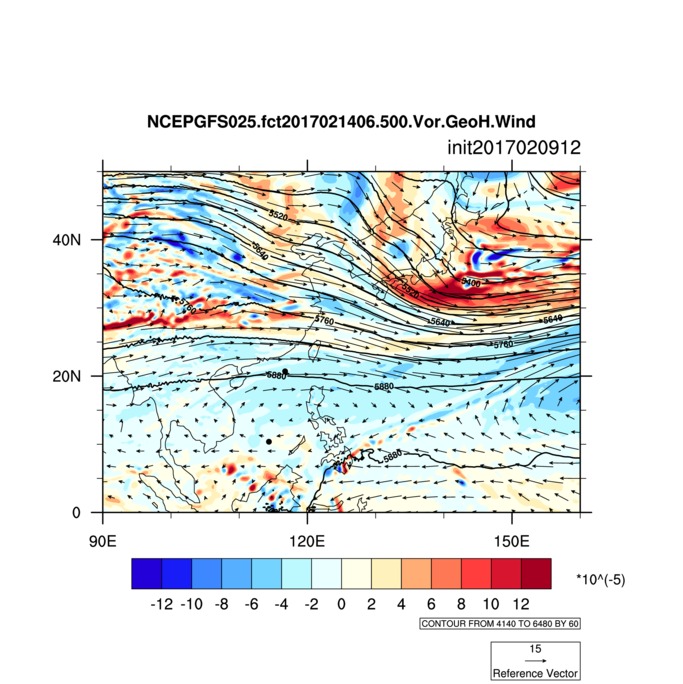 NCEPGFS025.fct2017021406.500.Vor.GeoH.Wind
init2017020912
40N
20N
0
90E 120E 150E
5520
5640
5760
5760
5880
5880
5880
5400
5520
5640
5640
5760
-12 -10 -8 -6 -4 -2 0 2 4 6 8 10 12
*10^(-5)
CONTOUR FROM 4140 TO 6480 BY 60
15
Reference Vector